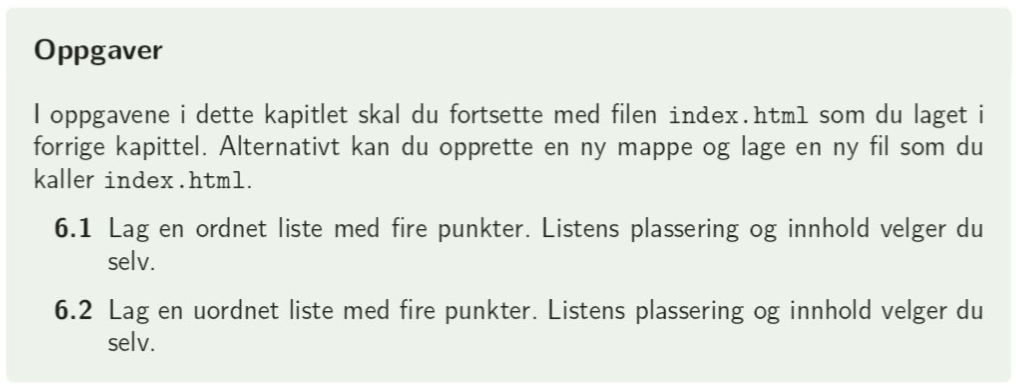 Oppgaver
I oppgavene i dette kapitlet skal du fortsette med filen index.html som du laget i
forrige kapittel. Alternativt kan du opprette en ny mappe og lage en ny fil som du
kaller index.html.
6.1 Lag en ordnet liste med fire punkter. Listens plassering og innhold velger du
selv.
6.2 Lag en uordnet liste med fire punkter. Listens plassering og innhold velger du
selv.